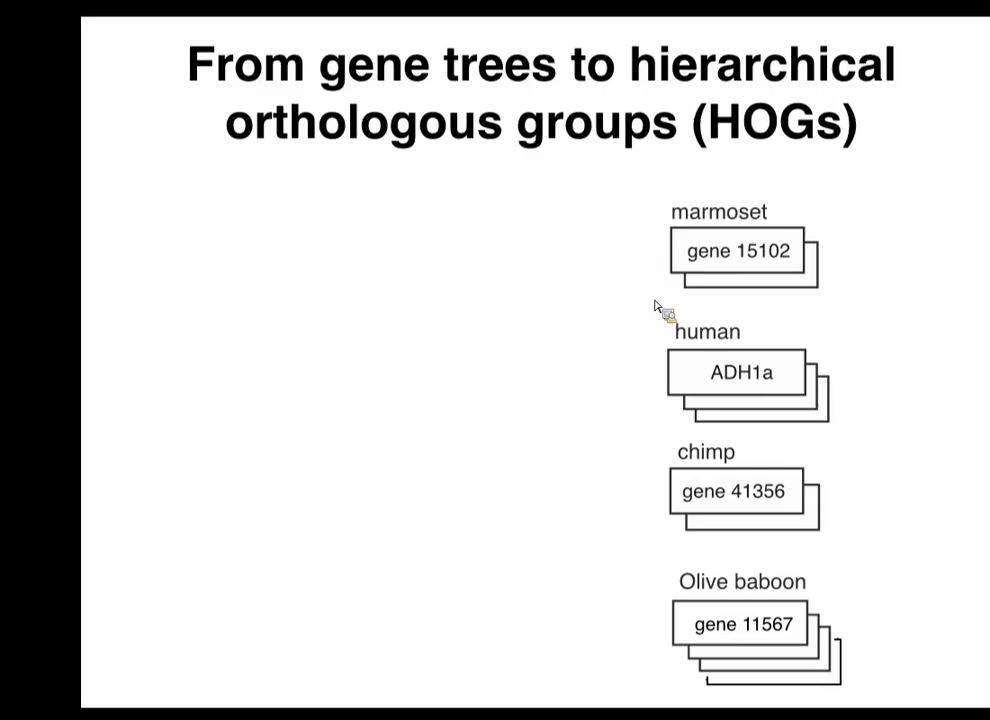 From gene trees to hierarchical
orthologous groups (HOGs)
marmoset
gene 15102
human
ADH1a
chimp
gene 41356
Olive baboon
gene 11567